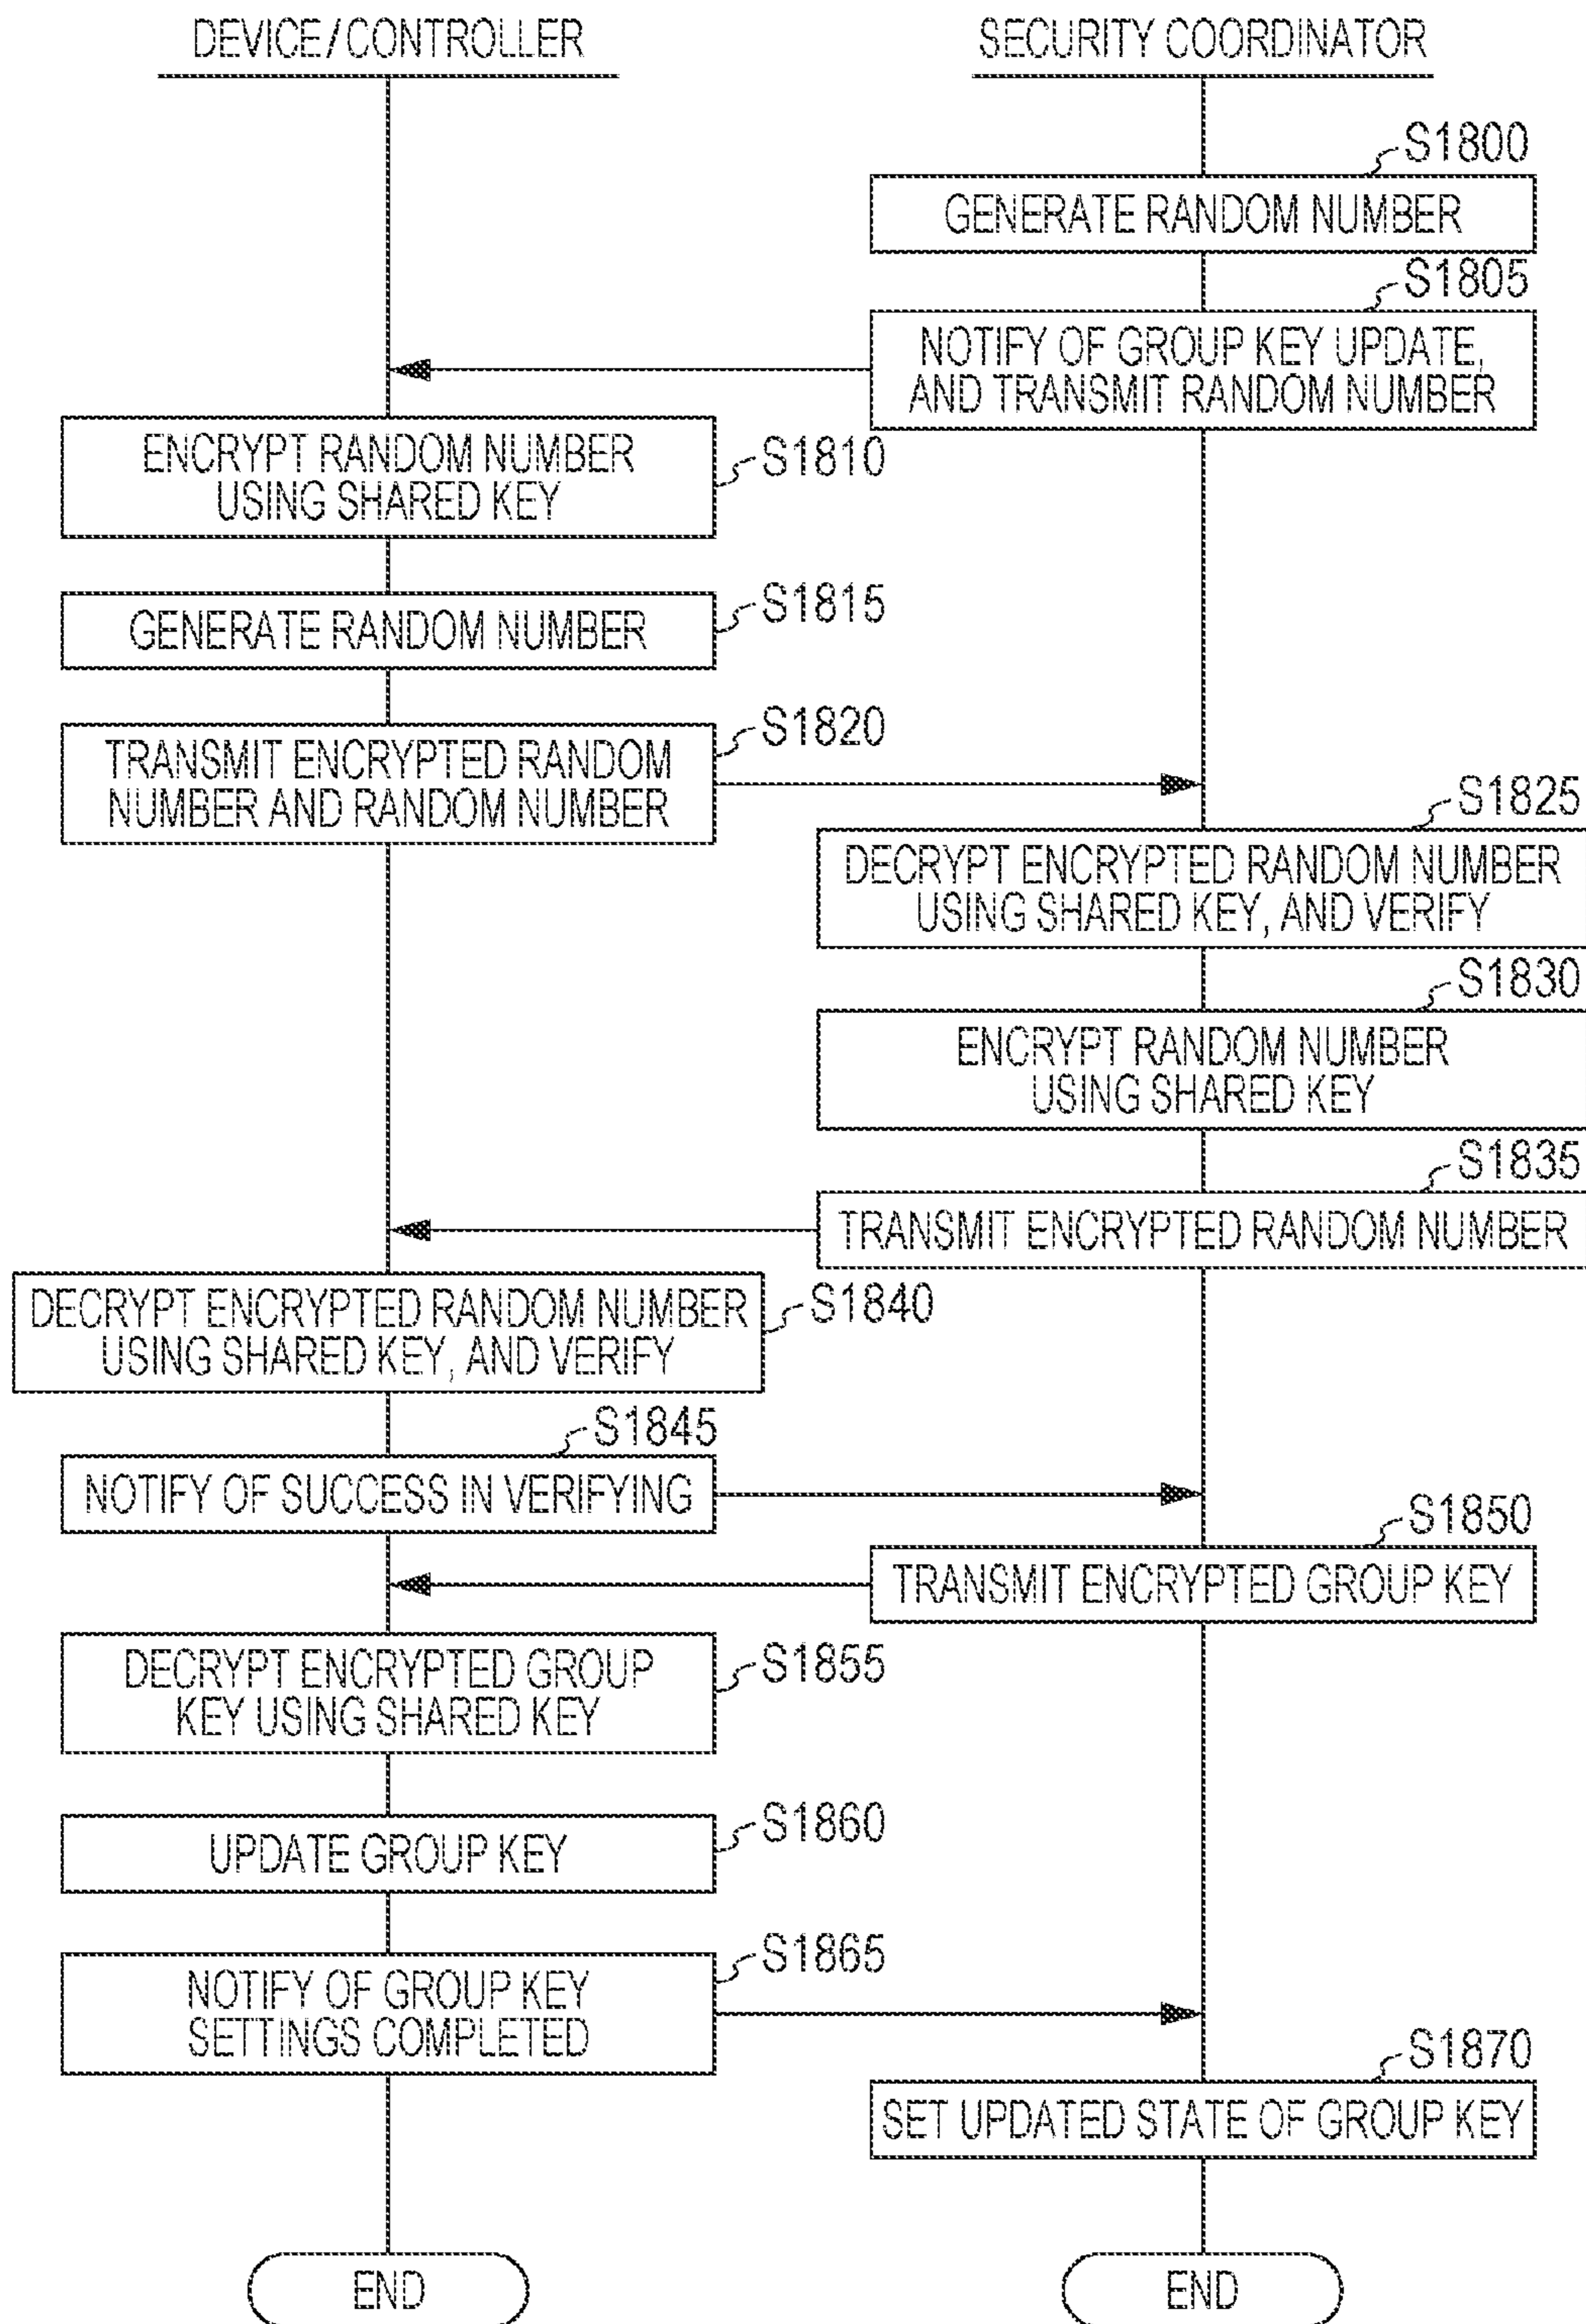 DEVICE/CONTROLLER
SECURITY COORDINATOR
S1800
GENERATE RANDOM NUMBER
S1805
NOTIFY OF GROUP KEY UPDATE,
AND TRANSMIT RANDOM NUMBER
ENCRYPT RANDOM NUMBER
USING SHARED KEY
S1810
GENERATE RANDOM NUMBER
S1815
TRANSMIT ENCRYPTED RANDOM
NUMBER AND RANDOM NUMBER
S1820
S1825
DECRYPT ENCRYPTED RANDOM NUMBER
USING SHARED KEY, AND VERIFY
S1830
ENCRYPT RANDOM NUMBER
USING SHARED KEY
S1835
TRANSMIT ENCRYPTED RANDOM NUMBER
DECRYPT ENCRYPTED RANDOM NUMBER
USING SHARED KEY, AND VERIFY
S1840
S1845
NOTIFY OF SUCCESS IN VERIFYING
S1850
TRANSMIT ENCRYPTED GROUP KEY
DECRYPT ENCRYPTED GROUP
KEY USING SHARED KEY
S1855
UPDATE GROUP KEY
S1860
NOTIFY OF GROUP KEY
SETTINGS COMPLETED
S1865
S1870
SET UPDATED STATE OF GROUP KEY
END
END